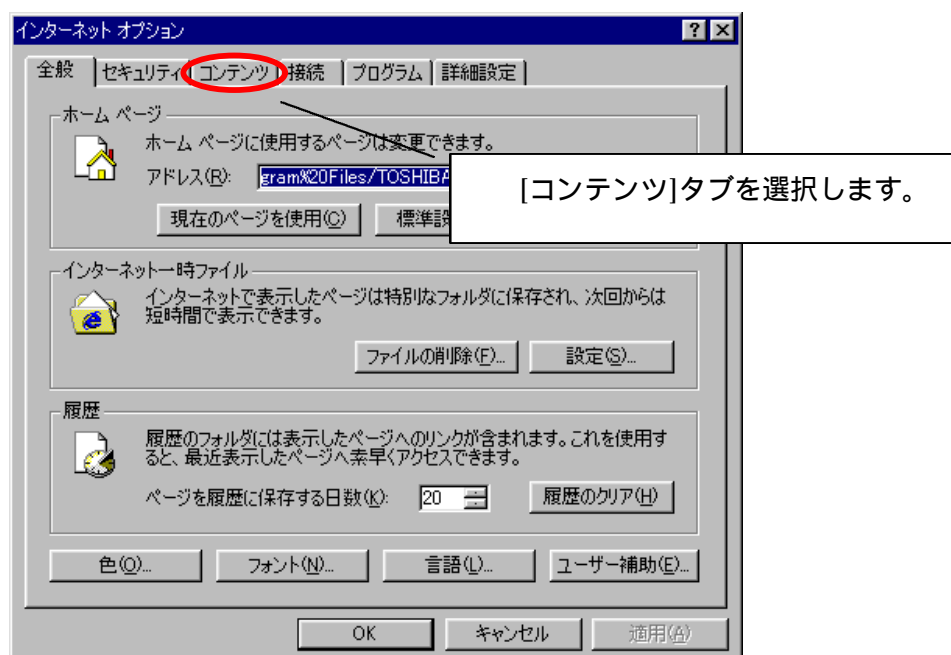 インターネット オプション
全般 セキュリティ コンテンツ 接続 プログラム 詳細設定
ホーム ページ
ホーム ページに使用するページは変更できます。
アドレス(R): gram%20Files/TOSHIBA
[コンテンツ]タブを選択します。
現在のページを使用(C) 標準設
インターネット一時ファイル
インターネットで表示したページは特別なフォルダに保存され、次回からは
短時間で表示できます。
ファイルの削除(F)... 設定(S)...
履歴
履歴のフォルダには表示したページへのリンクが含まれます。これを使用す
ると、最近表示したページへ素早くアクセスできます。
ページを履歴に保存する日数(K): 20 履歴のクリア(H)
色(O)... フォント(N)... 言語(L)... ユーザー補助(E)...
OK キャンセル 適用(A)